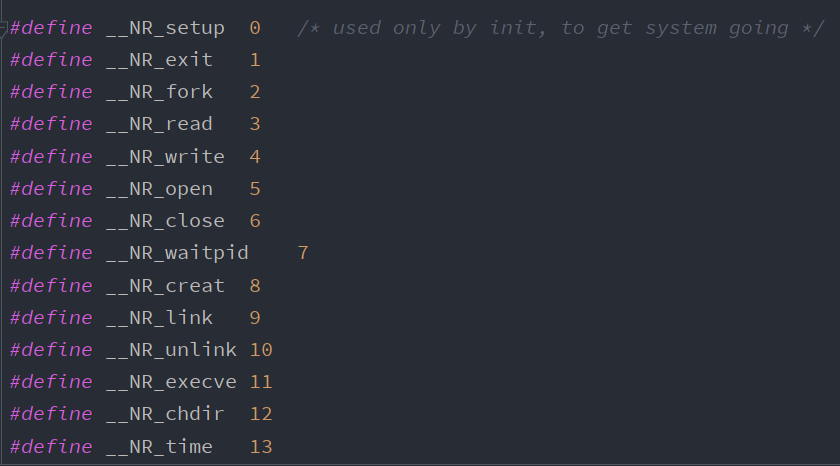 #define __NR_setup 0 /* used only by init, to get system going */
#define __NR_exit 1
#define __NR_fork 2
#define __NR_read 3
#define __NR_write 4
#define __NR_open 5
#define __NR_close 6
#define __NR_waitpid 7
#define __NR_creat 8
#define __NR_link 9
#define __NR_unlink 10
#define __NR_execve 11
#define __NR_chdir 12
#define __NR_time 13